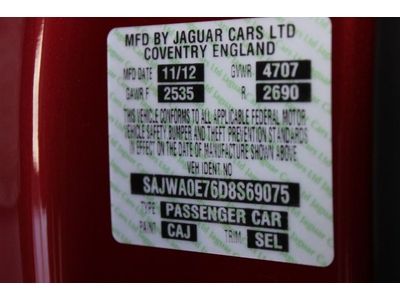 MFD BY JAGUAR CARS LTD
COVENTRY ENGLAND
MFD DATE 11/12 GVWR 4707
GAWR F 2535 R 2690
THIS VEHICLE CONFORMS TO ALL APPLICABLE FEDERAL MOTOR
VEHICLE SAFETY BUMPER AND THEFT PREVENTION STANDARDS
IN EFFECT ON DATE OF MANUFACTURE SHOWN ABOVE
VEH IDENT NO
SAJWA0E76D8S69075
TYPE: PASSENGER CAR
PAINT: CAJ TRIM: SEL